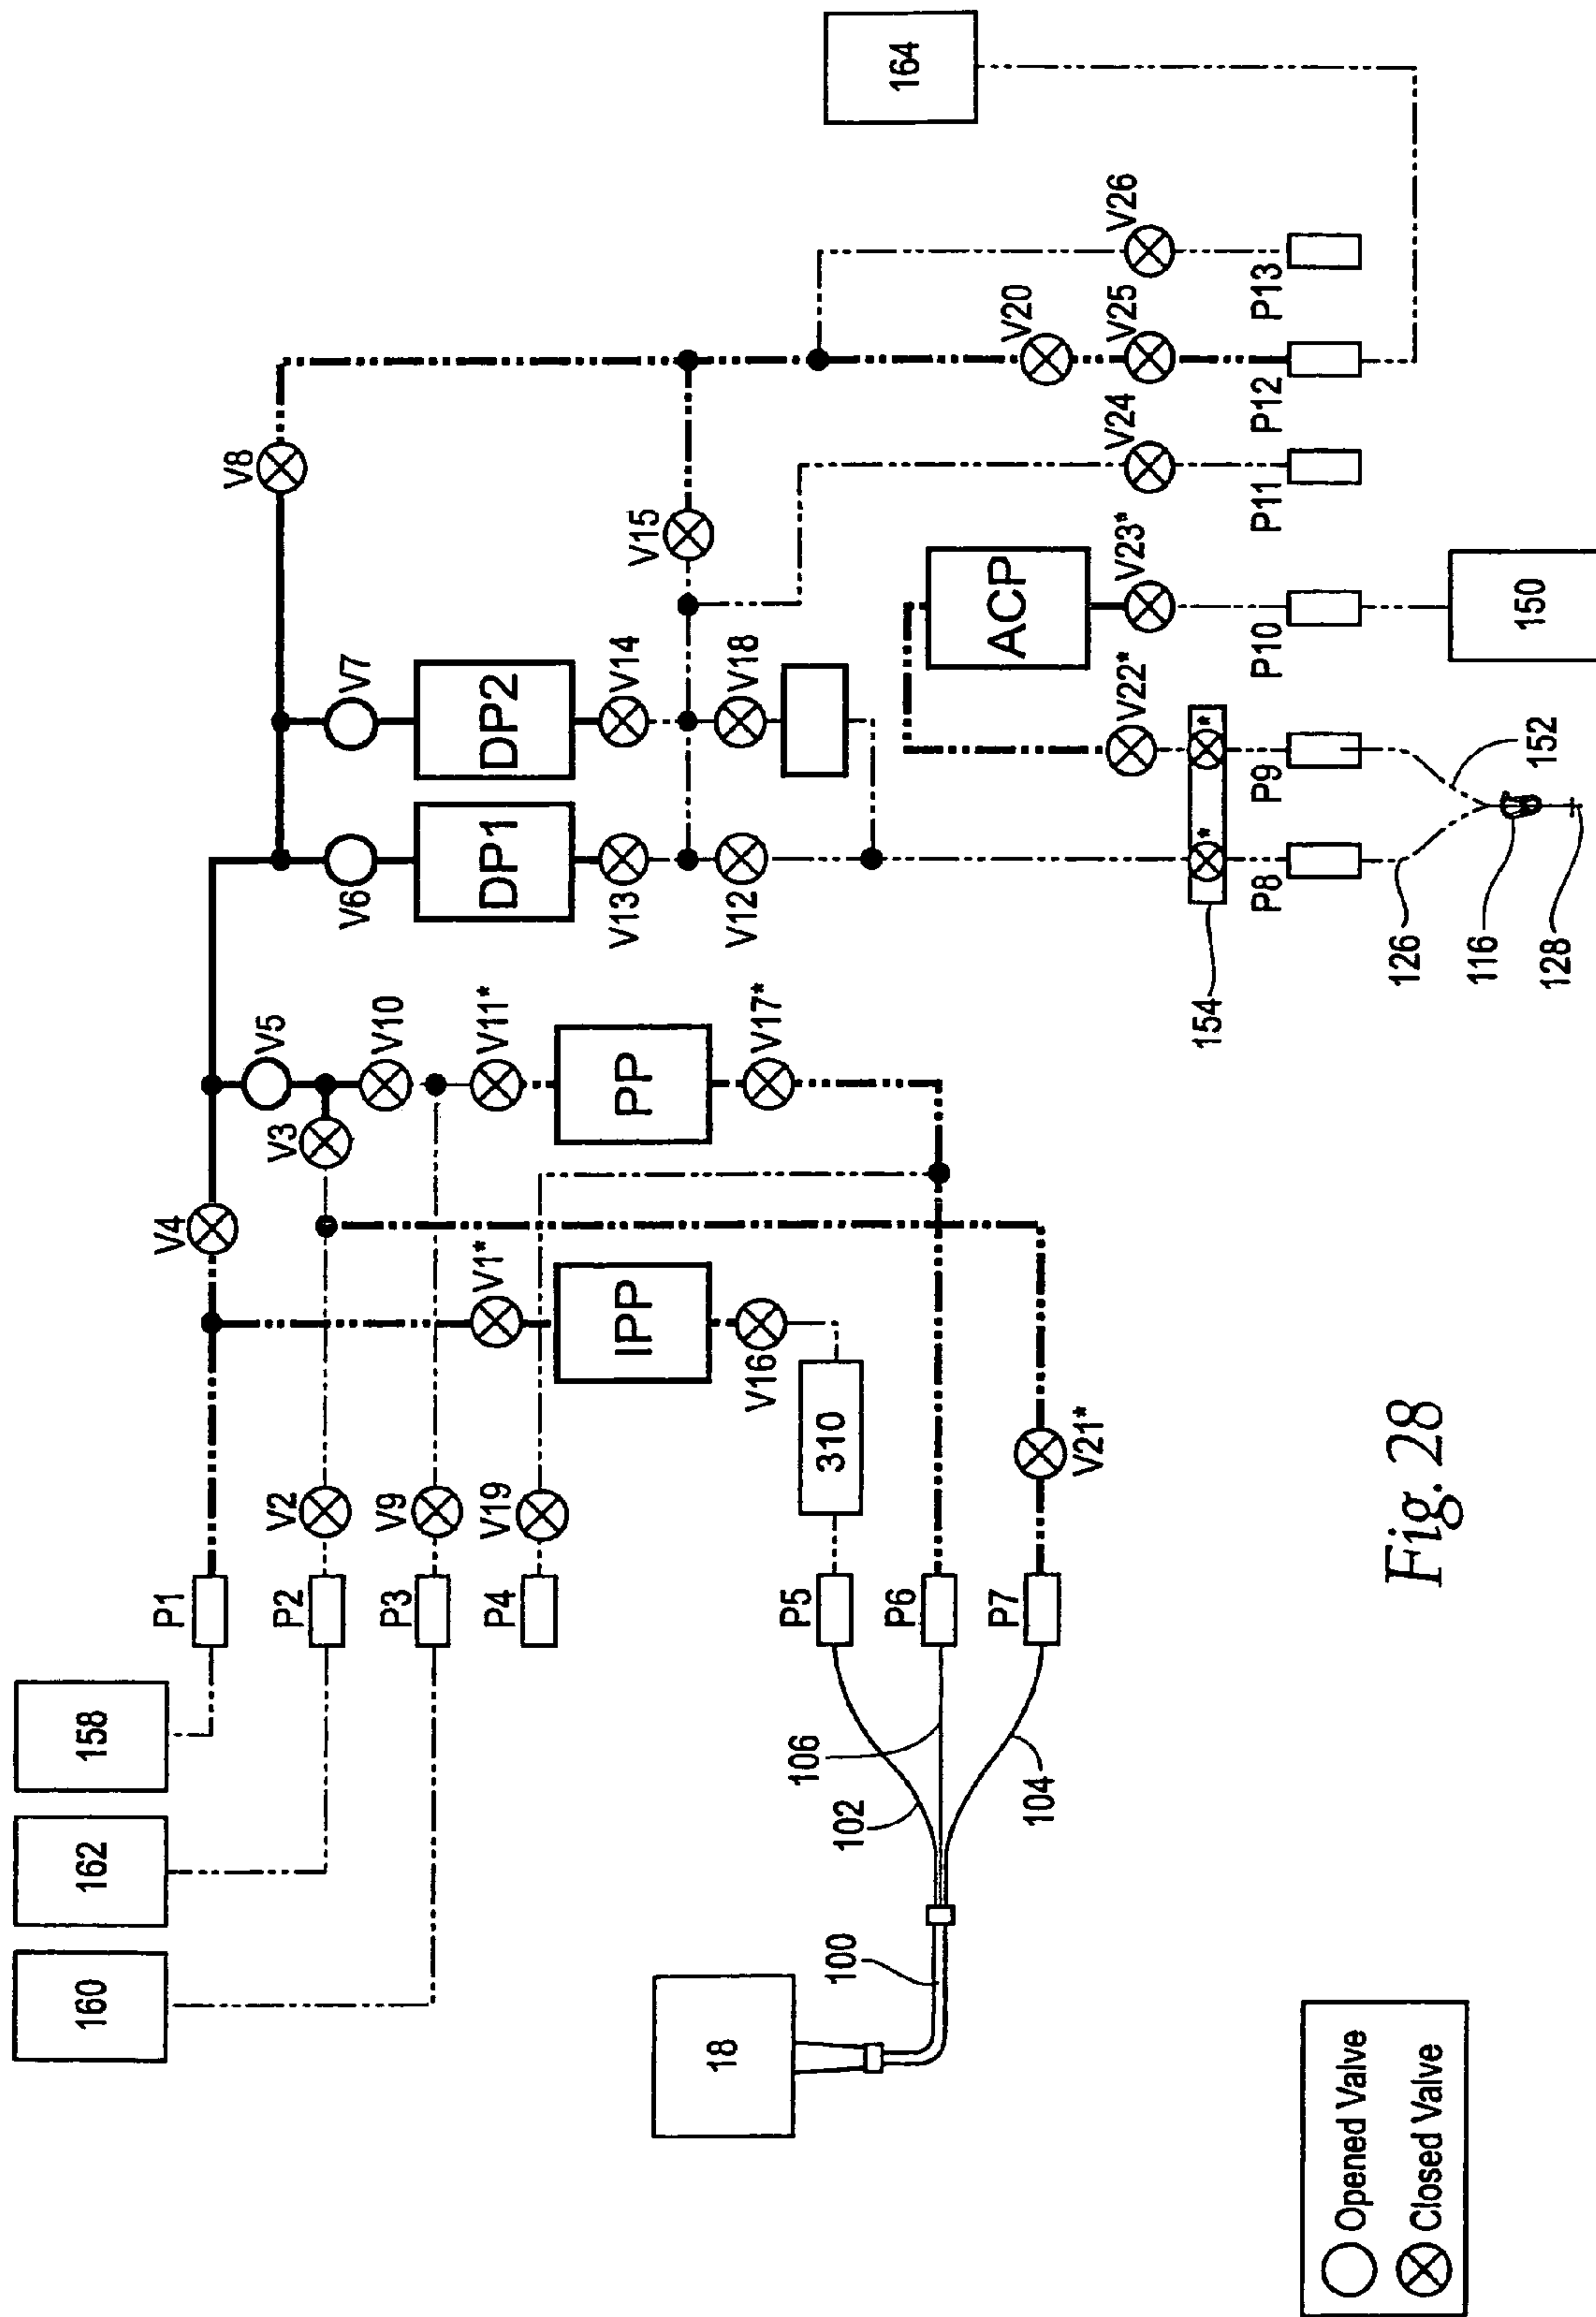 160
162
158
P1
P2
P3
P4
V2
V9
V19
V4
V1*
IPP
V16
310
V3
V5
V10
V11*
PP
V17*
V6
DP1
V13
V12
V7
DP2
V14
V18
V8
V15
ACP
V22*
V23*
V24
V20
V25
V26
164
18
100
102
106
104
P5
P6
P7
V21*
154
*
*
P8
P9
P10
P11
P12
P13
126
116
128
152
150
Opened Valve
Closed Valve
Fig. 28